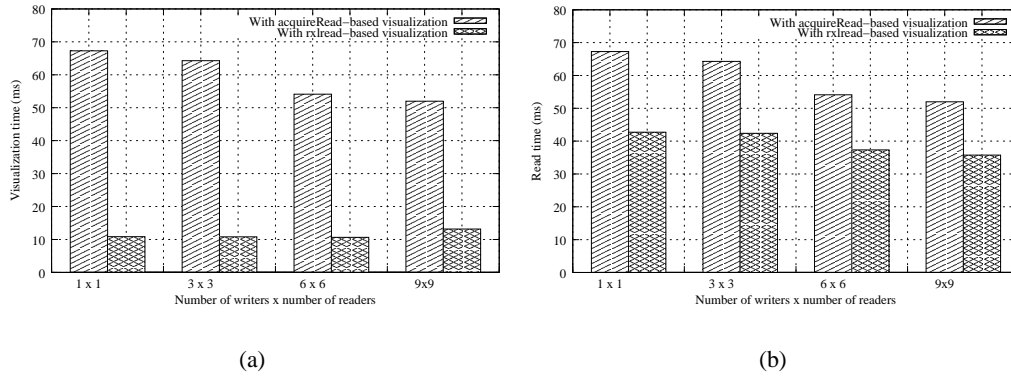 With acquireRead-based visualization
With rxlread-based visualization
80
70
60
50
40
30
20
10
0
Visualization time (ms)
1 x 1
3 x 3
6 x 6
9x9
Number of writers x number of readers
(a)
With acquireRead-based visualization
With rxlread-based visualization
80
70
60
50
40
30
20
10
0
Read time (ms)
1 x 1
3 x 3
6 x 6
9x9
Number of writers x number of readers
(b)